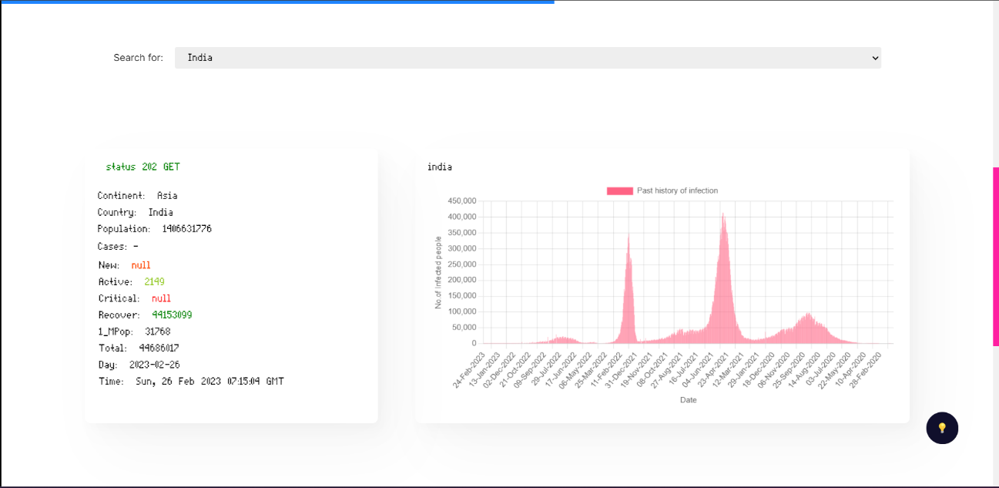 Search for: India
status 202 GET
Continent: Asia
Country: India
Population: 1406631776
Cases: -
New: null
Active: 2149
Critical: null
Recover: 44153099
1_MPop: 31768
Total: 44686017
Day: 2023-02-26
Time: Sun, 26 Feb 2023 07:15:04 GMT
india
Past history of infection
No.of Infected people
450,000
400,000
350,000
300,000
250,000
200,000
150,000
100,000
50,000
0
24-Feb-2023
13-Jan-2023
02-Dec-2022
21-Oct-2022
09-Sep-2022
29-Jul-2022
17-Jun-2022
06-May-2022
25-Mar-2022
11-Feb-2022
31-Dec-2021
19-Nov-2021
08-Oct-2021
27-Aug-2021
16-Jul-2021
04-Jun-2021
23-Apr-2021
12-Mar-2021
29-Jan-2021
18-Dec-2020
06-Nov-2020
25-Sep-2020
14-Aug-2020
03-Jul-2020
22-May-2020
10-Apr-2020
28-Feb-2020
Date